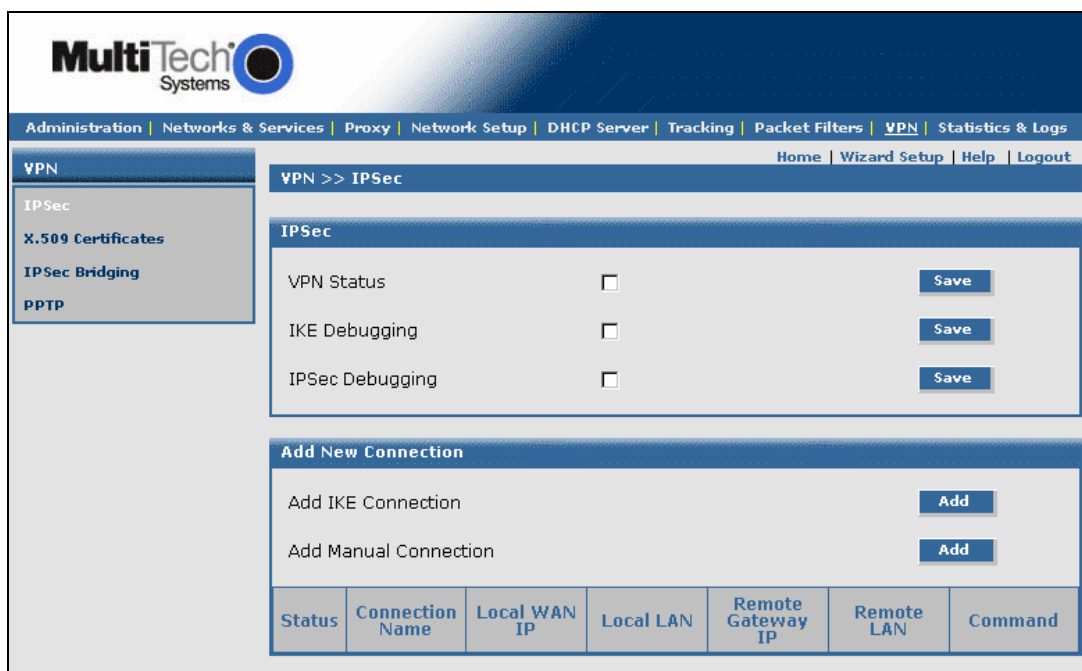 MultiTech
Systems
Administration | Networks & Services | Proxy | Network Setup | DHCP Server | Tracking | Packet Filters | VPN | Statistics & Logs
Home | Wizard Setup | Help | Logout
VPN
IPSec
X.509 Certificates
IPSec Bridging
PPTP
VPN >> IPSec
IPSec
VPN Status Save
IKE Debugging Save
IPSec Debugging Save
Add New Connection
Add IKE Connection Add
Add Manual Connection Add
Status Connection Name Local WAN IP Local LAN Remote Gateway IP Remote LAN Command